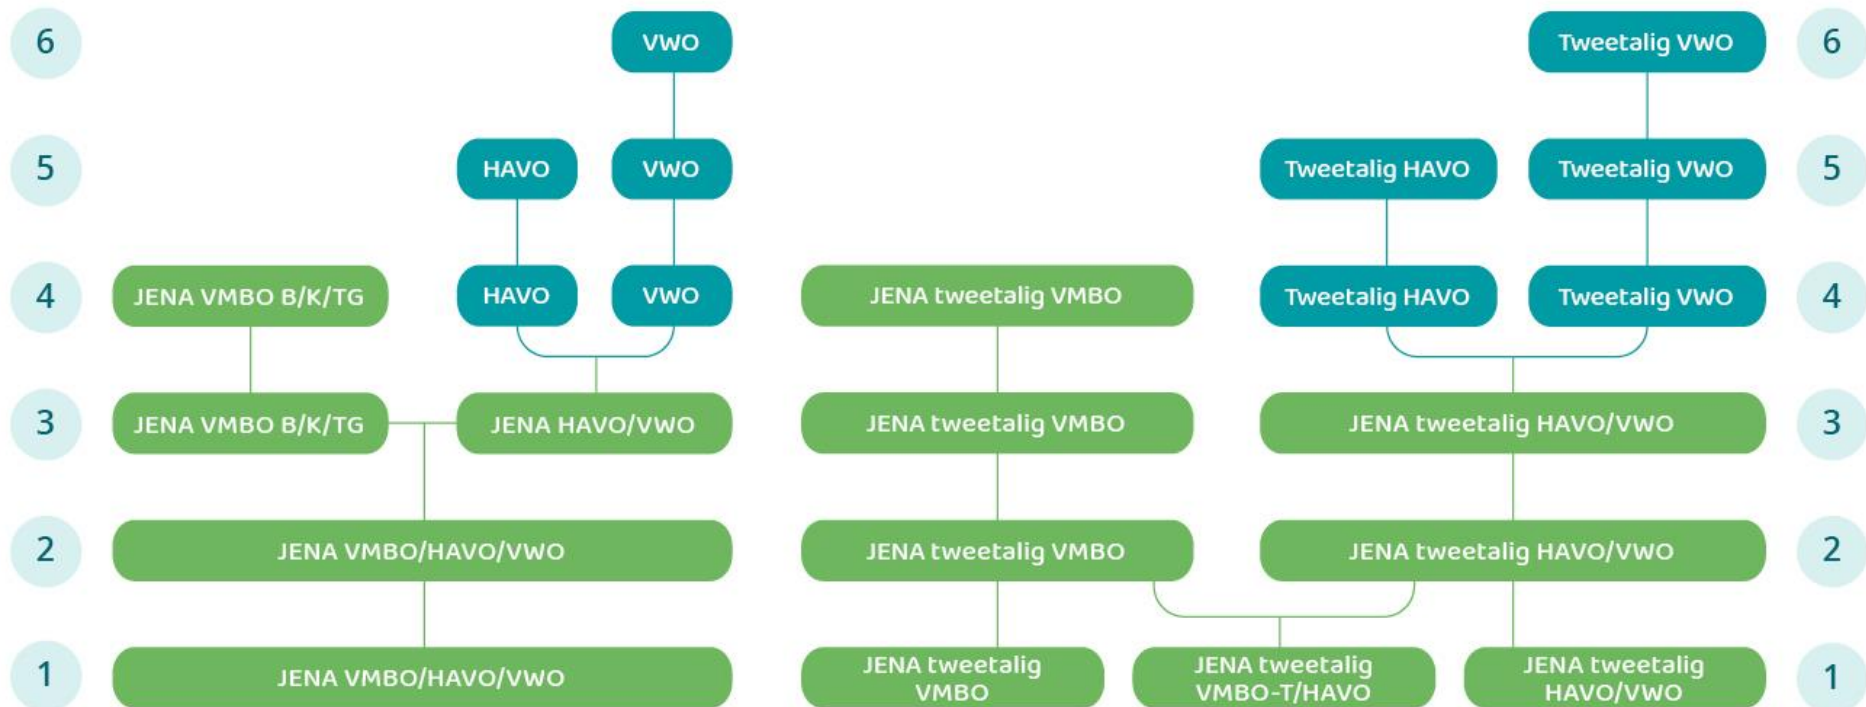 6 VWO Tweetalig VWO 6
5 HAVO VWO Tweetalig HAVO Tweetalig VWO 5
4 JENA VMBO B/K/TG HAVO VWO JENA tweetalig VMBO Tweetalig HAVO Tweetalig VWO 4
3 JENA VMBO B/K/TG JENA HAVO/VWO JENA tweetalig VMBO JENA tweetalig HAVO/VWO 3
2 JENA VMBO/HAVO/VWO JENA tweetalig VMBO JENA tweetalig HAVO/VWO 2
1 JENA VMBO/HAVO/VWO
JENA tweetalig
VMBO
JENA tweetalig
VMBO-T/HAVO
JENA tweetalig
HAVO/VWO
1